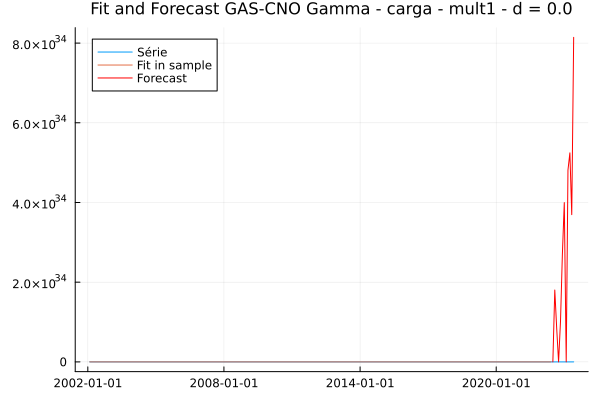 Fit and Forecast GAS-CNO Gamma - carga - mult1 - d = 0.0
8.0×10³⁴
Série
Fit in sample
Forecast
6.0×10³⁴
4.0×10³⁴
2.0×10³⁴
0
2002-01-01 2008-01-01 2014-01-01 2020-01-01